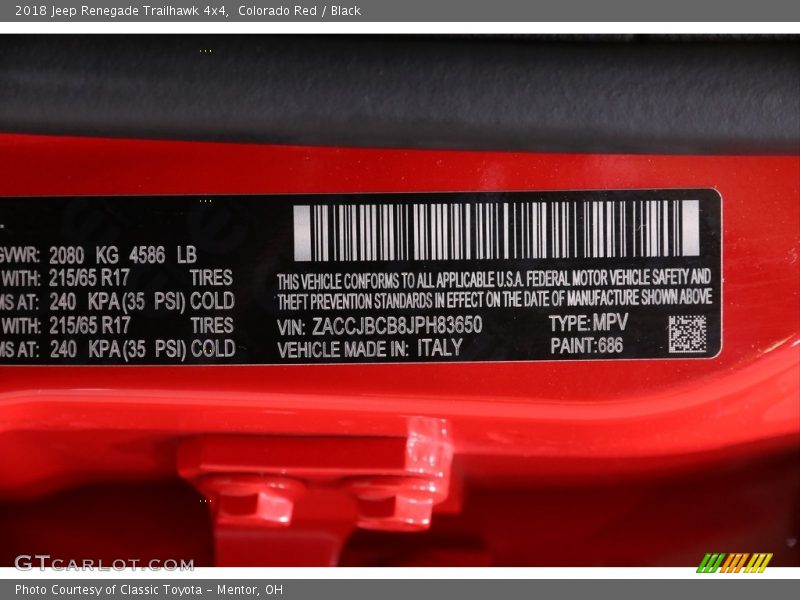 2018 Jeep Renegade Trailhawk 4x4,  Colorado Red / Black
GVWR: 2080 KG 4586 LB
WITH: 215/65 R17 TIRES
MS AT: 240 KPA(35 PSI) COLD
WITH: 215/65 R17 TIRES
MS AT: 240 KPA(35 PSI) COLD
THIS VEHICLE CONFORMS TO ALL APPLICABLE U.S.A. FEDERAL MOTOR VEHICLE SAFETY AND
THEFT PREVENTION STANDARDS IN EFFECT ON THE DATE OF MANUFACTURE SHOWN ABOVE
VIN: ZACCJBCB8JPH83650 TYPE:MPV
VEHICLE MADE IN: ITALY PAINT:686
GTCARLOT.COM
Photo Courtesy of Classic Toyota - Mentor, OH